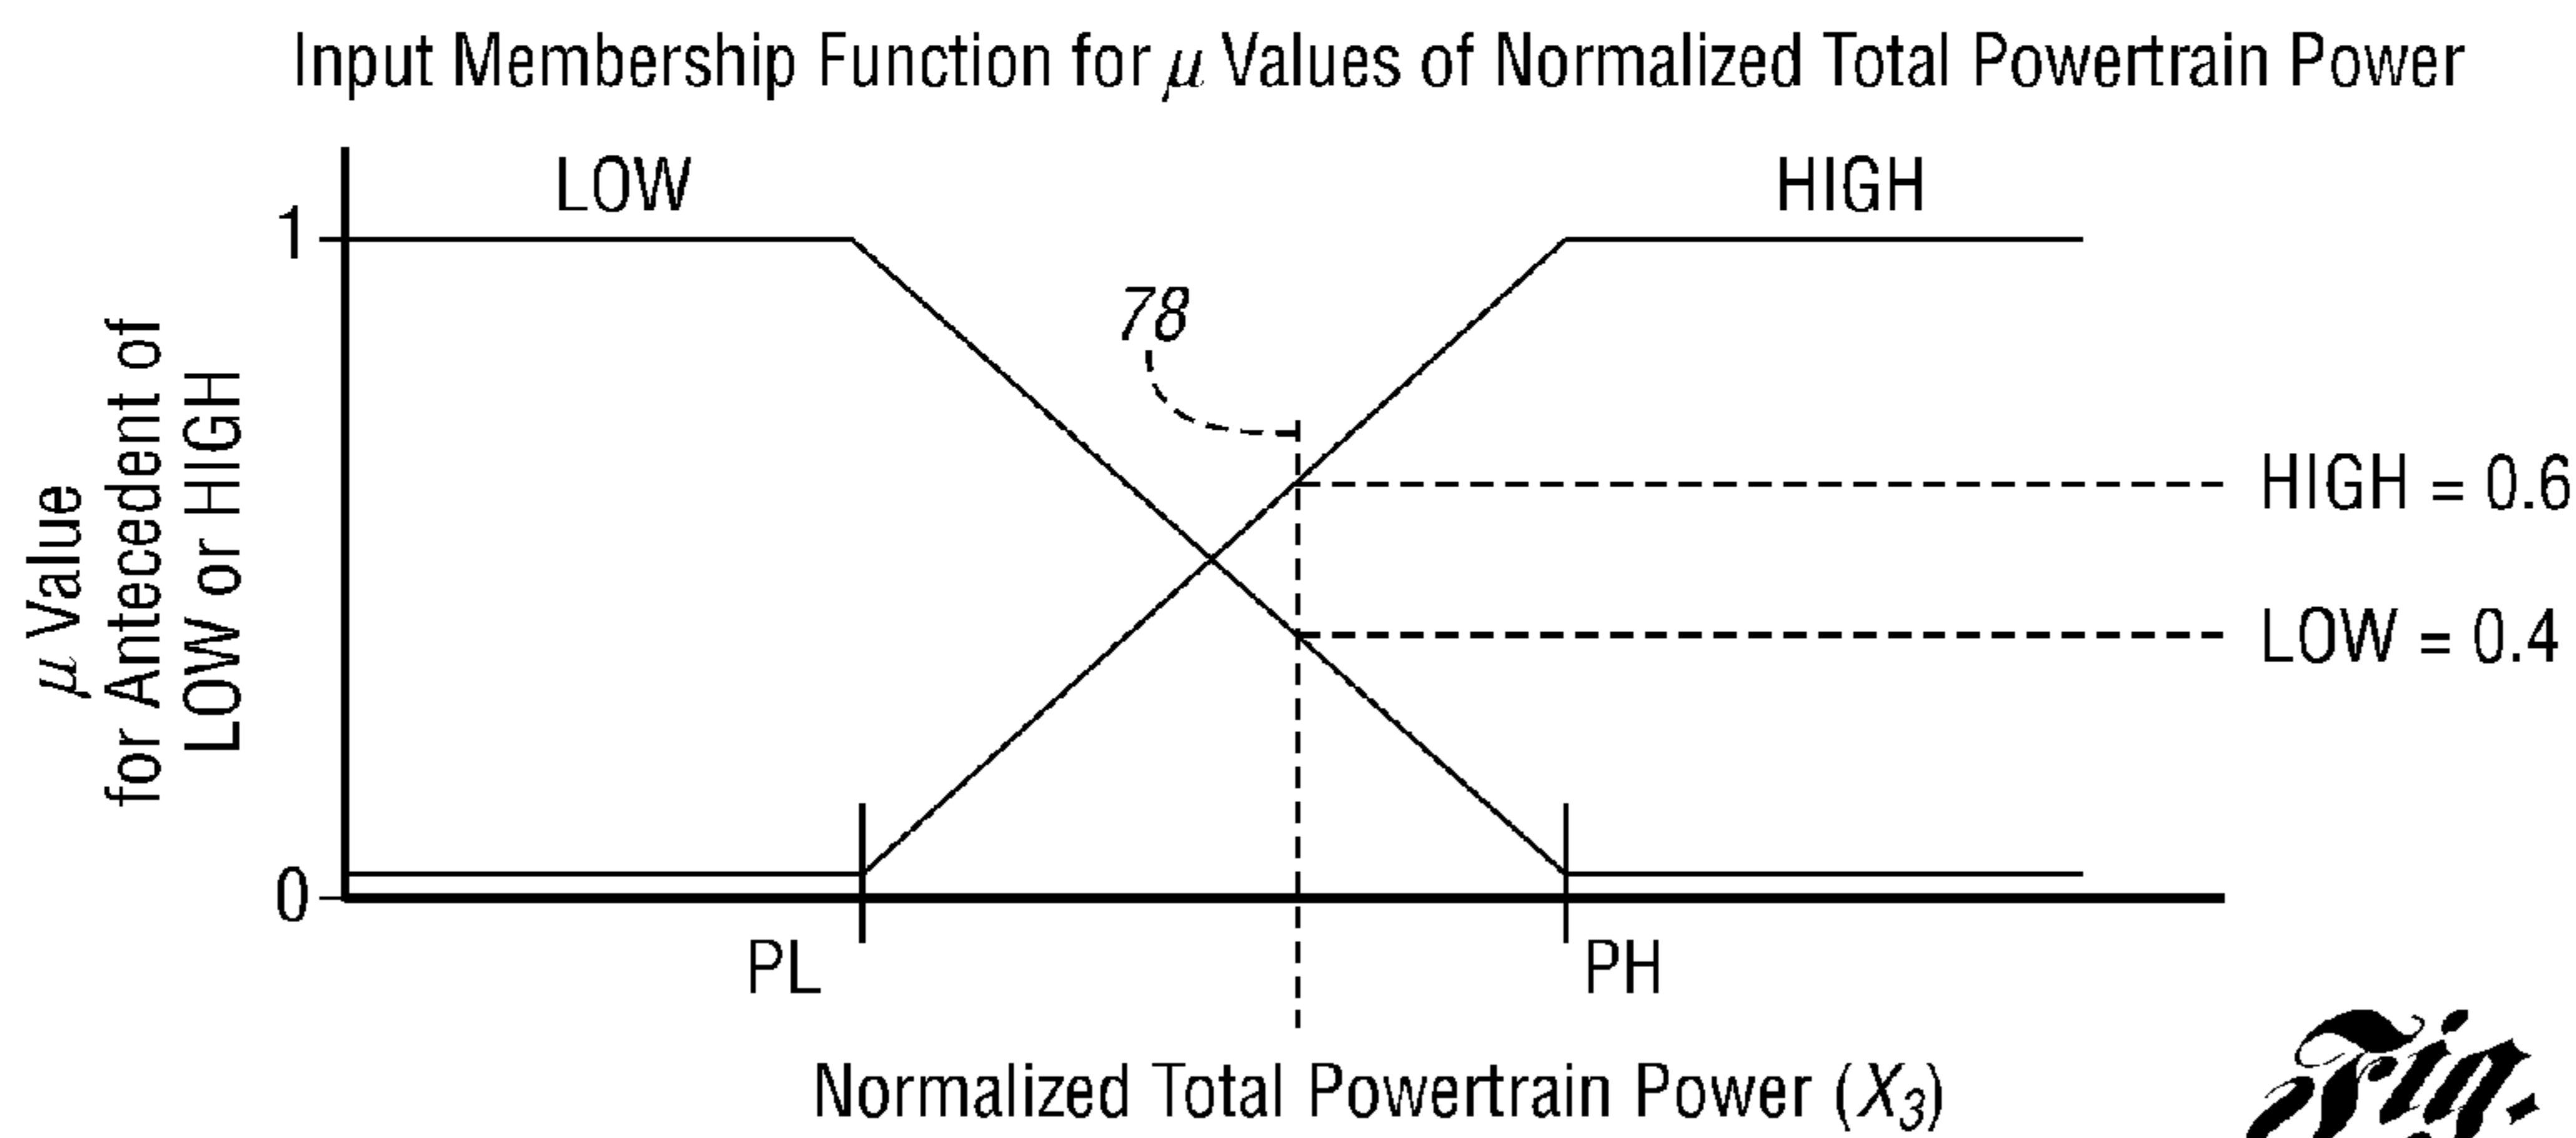 Input Membership Function for μ Values of Normalized Total Powertrain Power
LOW
HIGH
1
78
μ Value
for Antecedent of
LOW or HIGH
HIGH = 0.6
LOW = 0.4
0
PL
PH
Normalized Total Powertrain Power (X₃)
Fig.